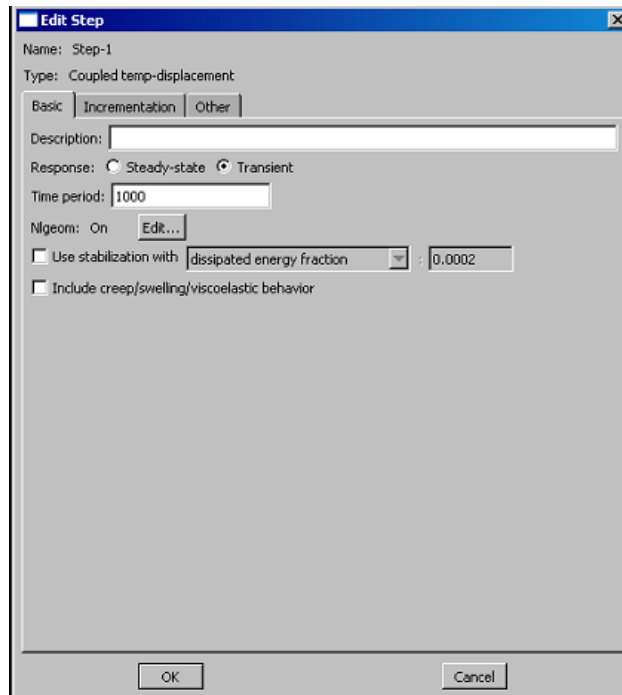 Edit Step
Name: Step-1
Type: Coupled temp-displacement
Basic Incrementation Other
Description:
Response: Steady-state Transient
Time period: 1000
Nlgeom: On Edit...
Use stabilization with dissipated energy fraction : 0.0002
Include creep/swelling/viscoelastic behavior
OK Cancel